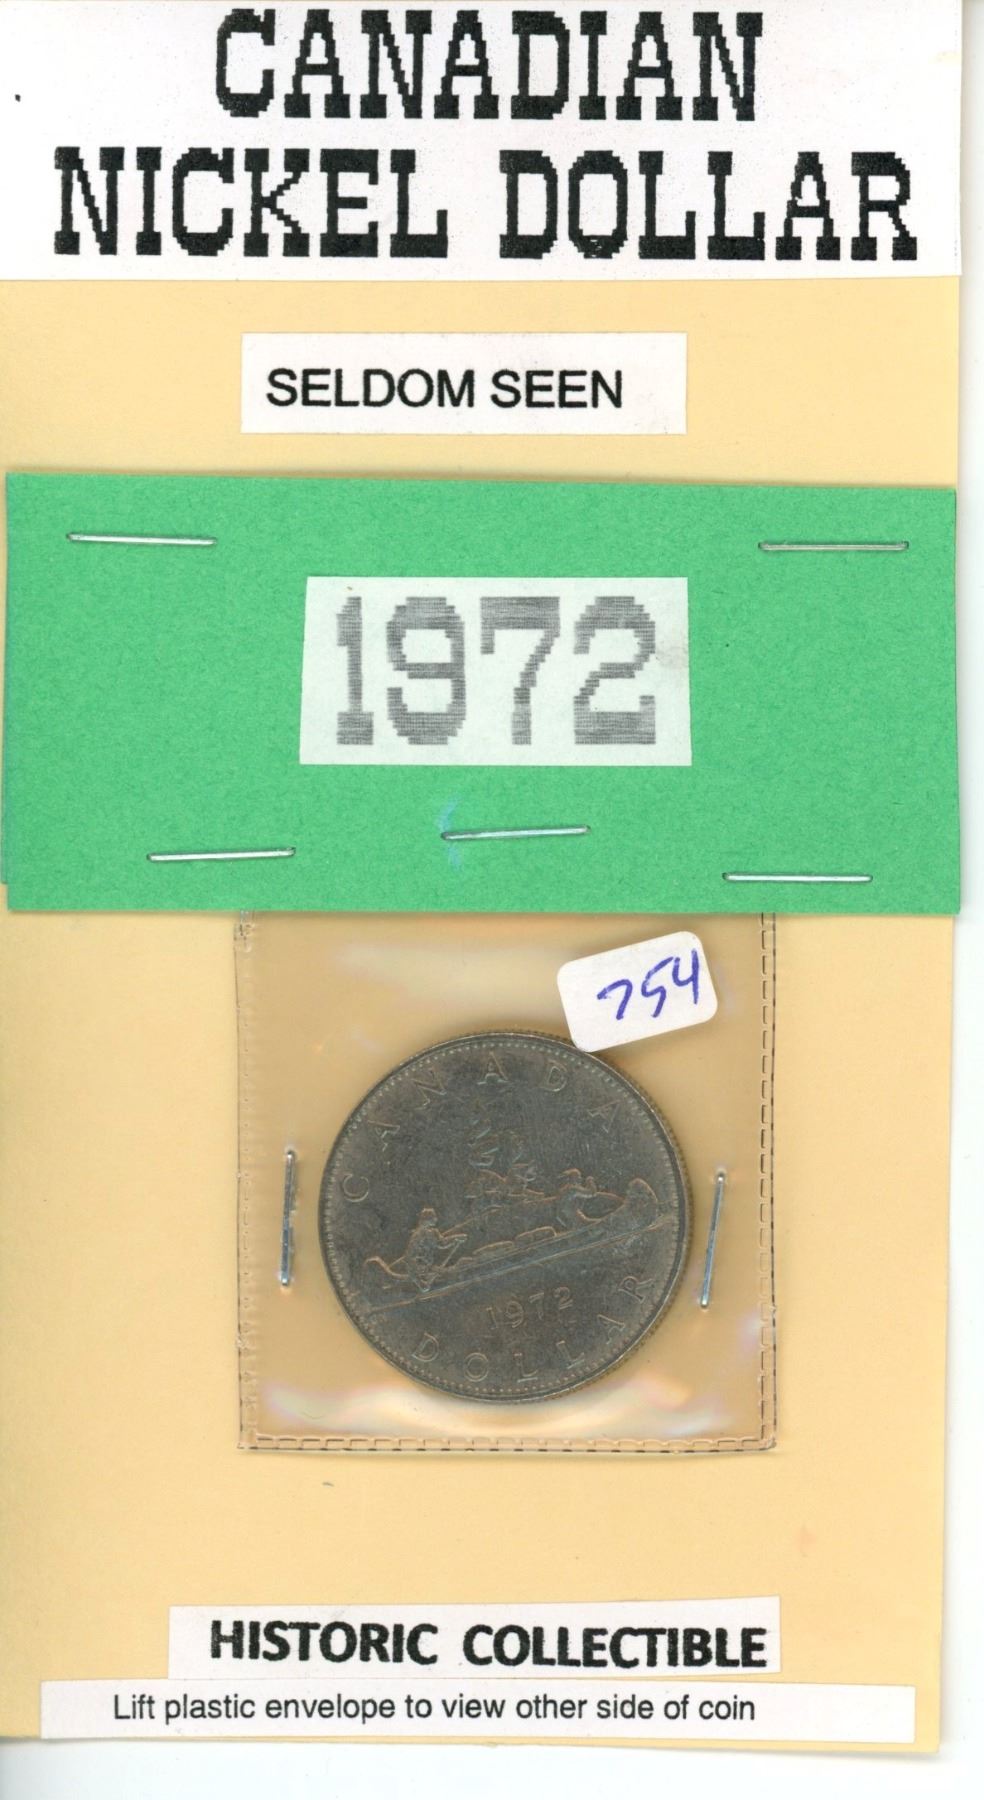 CANADIAN
NICKEL DOLLAR
SELDOM SEEN
1972
754
CANADA
1972
DOLLAR
HISTORIC COLLECTIBLE
Lift plastic envelope to view other side of coin